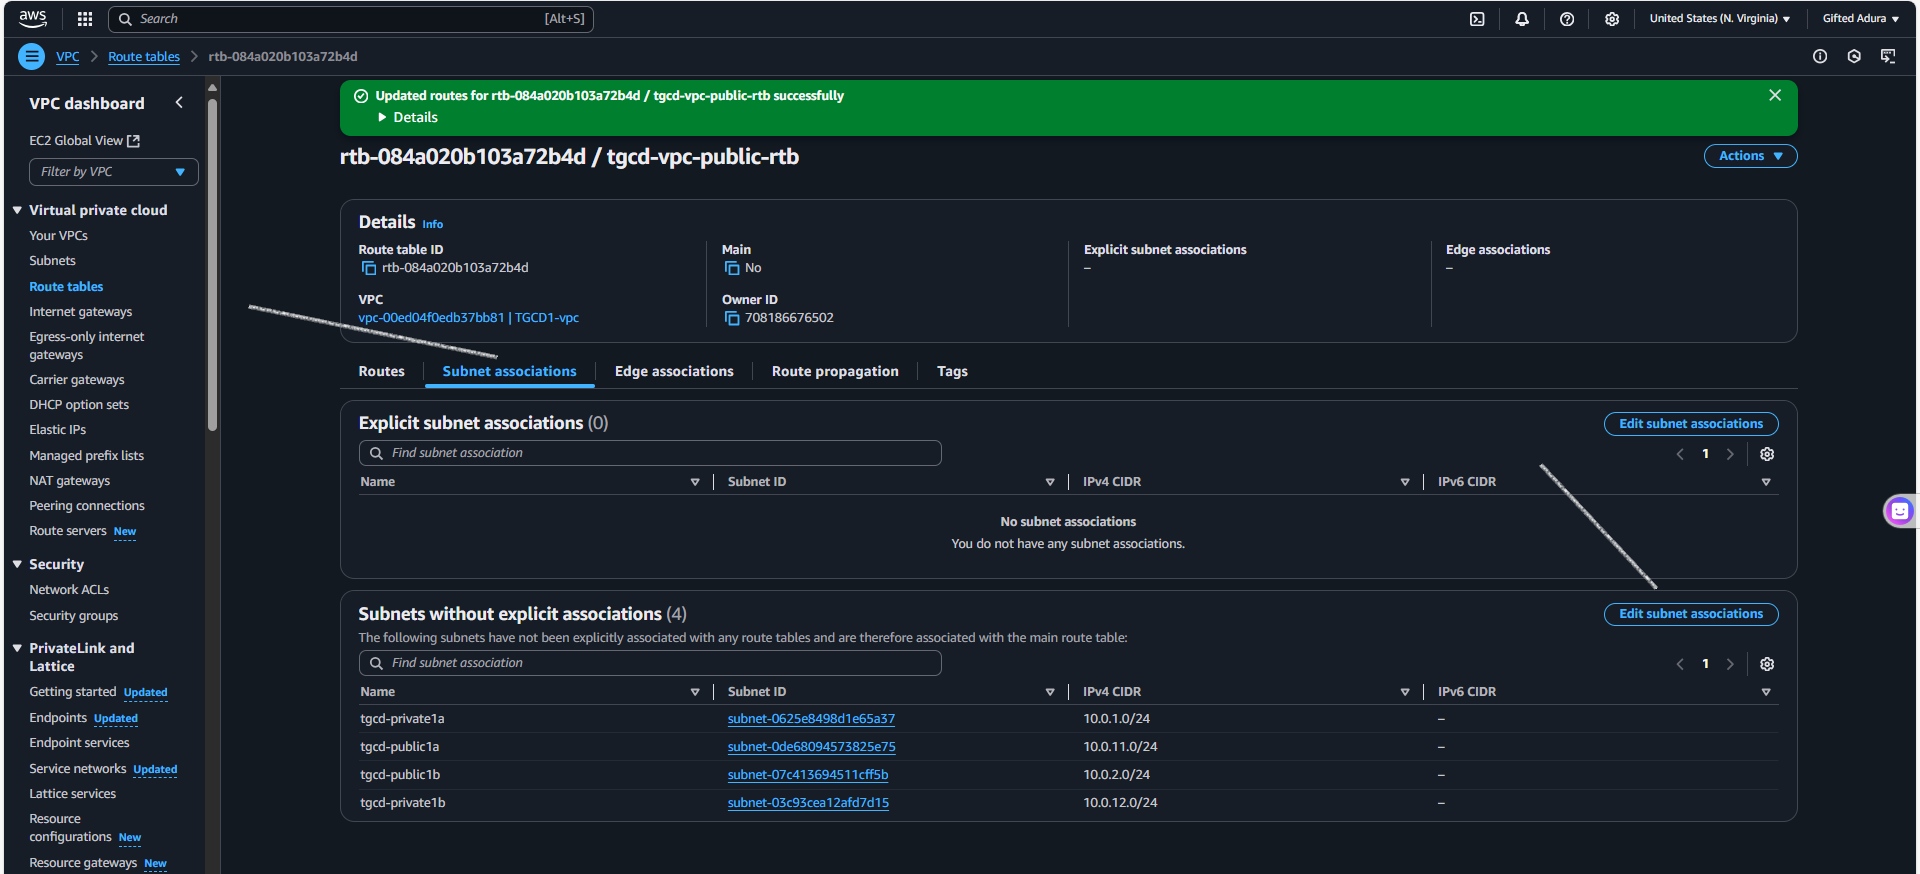 aws
Search [Alt+S]
United States (N. Virginia)
Gifted Adura
VPC
Route tables
rtb-084a020b103a72b4d
VPC dashboard
EC2 Global View
Filter by VPC
Virtual private cloud
Your VPCs
Subnets
Route tables
Internet gateways
Egress-only internet
gateways
Carrier gateways
DHCP option sets
Elastic IPs
Managed prefix lists
NAT gateways
Peering connections
Route servers New
Security
Network ACLs
Security groups
PrivateLink and
Lattice
Getting started Updated
Endpoints Updated
Endpoint services
Service networks Updated
Lattice services
Resource
configurations New
Resource gateways New
Updated routes for rtb-084a020b103a72b4d / tgcd-vpc-public-rtb successfully
Details
rtb-084a020b103a72b4d / tgcd-vpc-public-rtb
Actions
Details Info
Route table ID
rtb-084a020b103a72b4d
Main
No
Explicit subnet associations
–
Edge associations
–
VPC
vpc-00ed04f0edb37bb81 | TGCD1-vpc
Owner ID
708186676502
Routes Subnet associations Edge associations Route propagation Tags
Explicit subnet associations (0)
Edit subnet associations
Find subnet association
1
Name Subnet ID IPv4 CIDR IPv6 CIDR
No subnet associations
You do not have any subnet associations.
Subnets without explicit associations (4)
Edit subnet associations
The following subnets have not been explicitly associated with any route tables and are therefore associated with the main route table:
Find subnet association
1
Name Subnet ID IPv4 CIDR IPv6 CIDR
tgcd-private1a subnet-0625e8498d1e65a37 10.0.1.0/24 –
tgcd-public1a subnet-0de68094573825e75 10.0.11.0/24 –
tgcd-public1b subnet-07c413694511cff5b 10.0.2.0/24 –
tgcd-private1b subnet-03c93cea12afd7d15 10.0.12.0/24 –